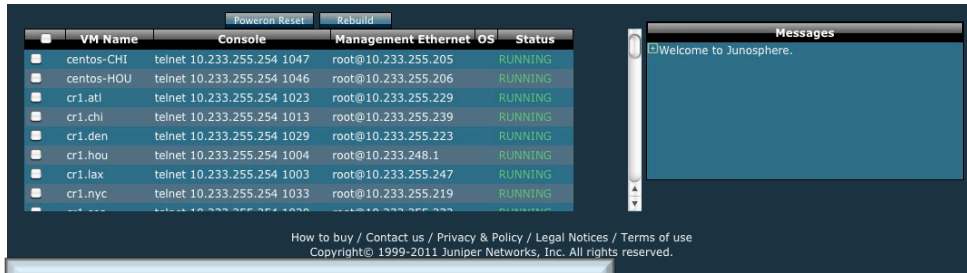 Poweron Reset Rebuild
VM Name Console Management Ethernet OS Status
centos-CHI telnet 10.233.255.254 1047 root@10.233.255.205 RUNNING
centos-HOU telnet 10.233.255.254 1046 root@10.233.255.206 RUNNING
cr1.atl telnet 10.233.255.254 1023 root@10.233.255.229 RUNNING
cr1.chi telnet 10.233.255.254 1013 root@10.233.255.239 RUNNING
cr1.den telnet 10.233.255.254 1029 root@10.233.255.223 RUNNING
cr1.hou telnet 10.233.255.254 1004 root@10.233.248.1 RUNNING
cr1.lax telnet 10.233.255.254 1003 root@10.233.255.247 RUNNING
cr1.nyc telnet 10.233.255.254 1033 root@10.233.255.219 RUNNING
Messages
Welcome to Junosphere.
How to buy / Contact us / Privacy & Policy / Legal Notices / Terms of use
Copyright© 1999-2011 Juniper Networks, Inc. All rights reserved.